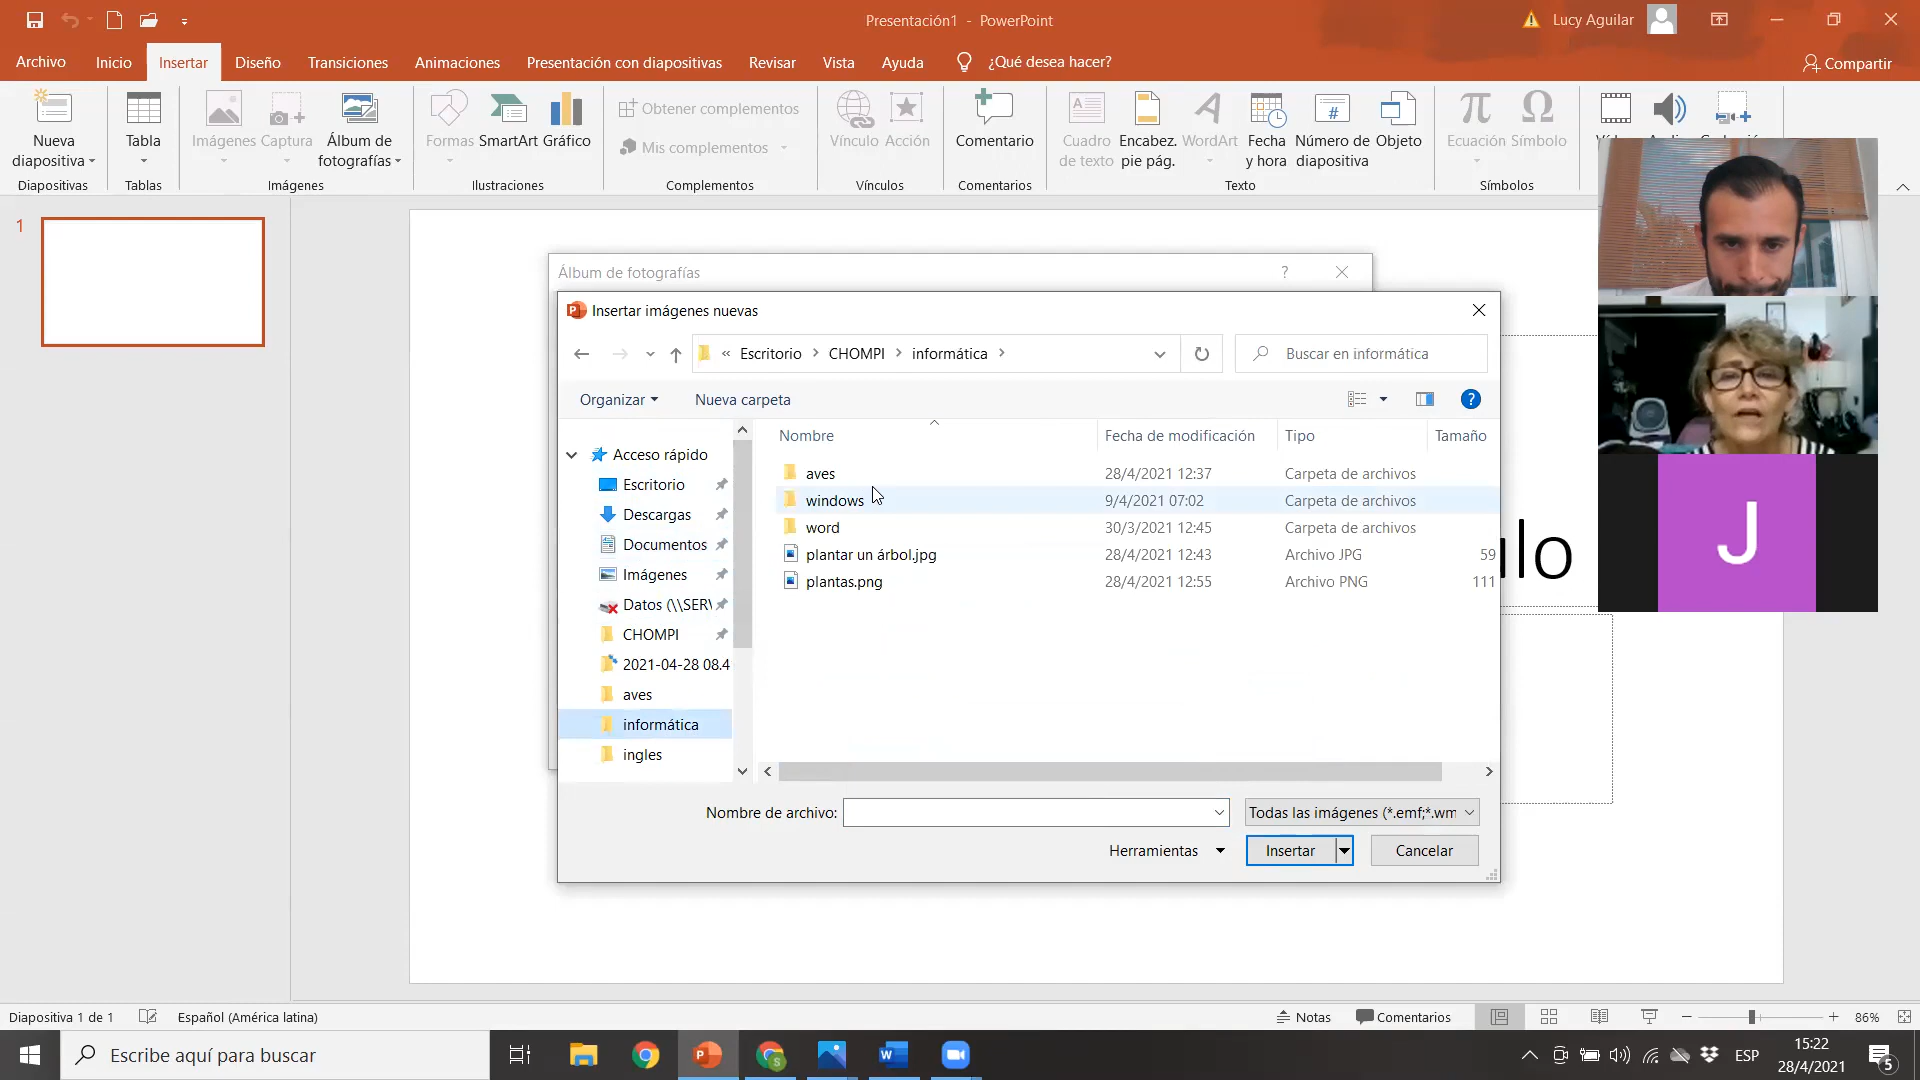 Presentación1 - PowerPoint
Lucy Aguilar
Archivo Inicio Insertar Diseño Transiciones Animaciones Presentación con diapositivas Revisar Vista Ayuda ¿Qué desea hacer? Compartir
Nueva diapositiva
Tabla
Imágenes
Captura
Álbum de fotografías
Formas
SmartArt
Gráfico
Obtener complementos
Mis complementos
Vínculo
Acción
Comentario
A
Cuadro de texto
Encabez. pie pág.
WordArt
Fecha y hora
#
Número de diapositiva
Objeto
Ecuación
Símbolo
Diapositivas Tablas Imágenes Ilustraciones Complementos Vínculos Comentarios Texto Símbolos
1
Álbum de fotografías ?
Insertar imágenes nuevas
« Escritorio > CHOMPI > informática >
Buscar en informática
Organizar Nueva carpeta ?
Nombre Fecha de modificación Tipo Tamaño
aves 28/4/2021 12:37 Carpeta de archivos
windows 9/4/2021 07:02 Carpeta de archivos
word 30/3/2021 12:45 Carpeta de archivos
plantar un árbol.jpg 28/4/2021 12:43 Archivo JPG 59
plantas.png 28/4/2021 12:55 Archivo PNG 111
Acceso rápido
Escritorio
Descargas
Documentos
Imágenes
Datos (\\SER
CHOMPI
2021-04-28 08.4
aves
informática
ingles
Nombre de archivo:
Todas las imágenes (*.emf;*.wm
Herramientas Insertar Cancelar
ulo
J
Diapositiva 1 de 1 Español (América latina) Notas Comentarios 86%
Escribe aquí para buscar
ESP
15:22
28/4/2021
5